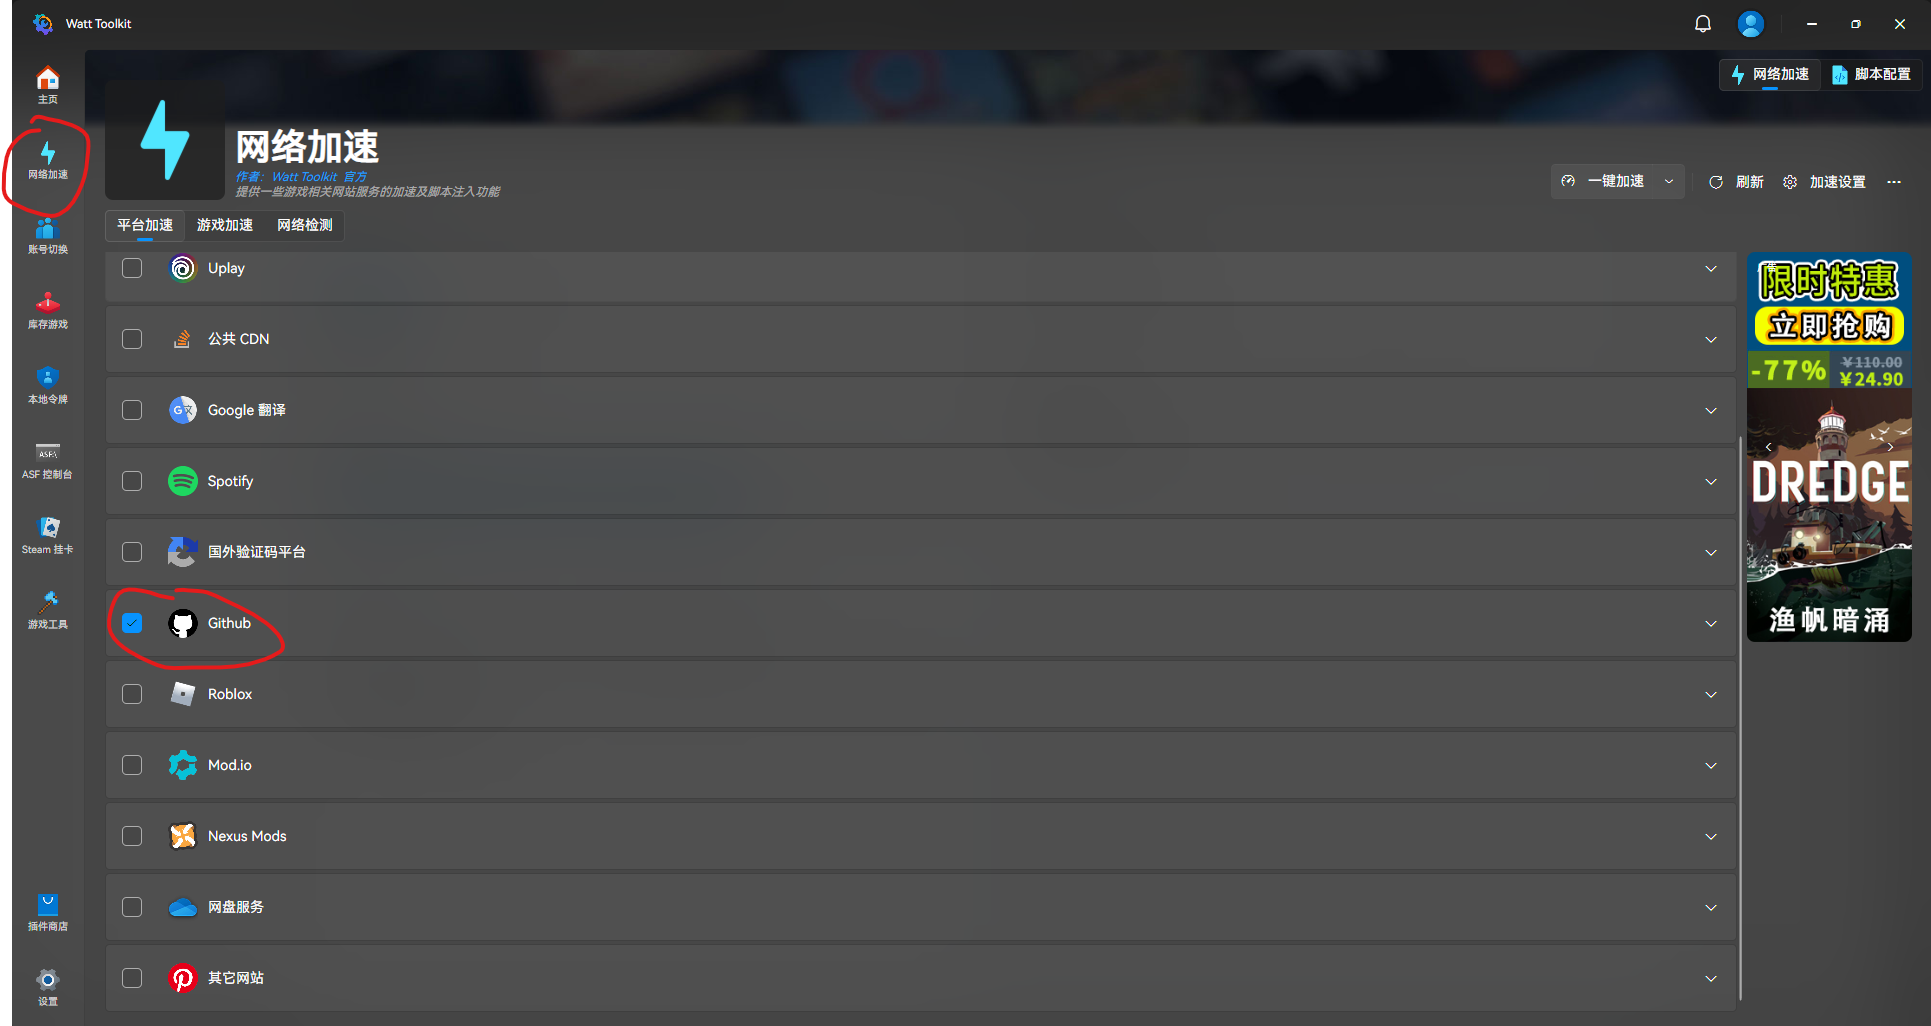 Watt Toolkit
主页
网络加速
账号切换
库存游戏
本地令牌
ASF
ASF 控制台
Steam 挂卡
游戏工具
插件商店
设置
网络加速
脚本配置
网络加速
作者： Watt Toolkit 官方
提供一些游戏相关网站服务的加速及脚本注入功能
一键加速
刷新
加速设置
平台加速
游戏加速
网络检测
Uplay
公共 CDN
Google 翻译
Spotify
国外验证码平台
Github
Roblox
Mod.io
Nexus Mods
网盘服务
其它网站
限时特惠
立即抢购
-77%
¥110.00
¥24.90
DREDGE
渔帆暗涌